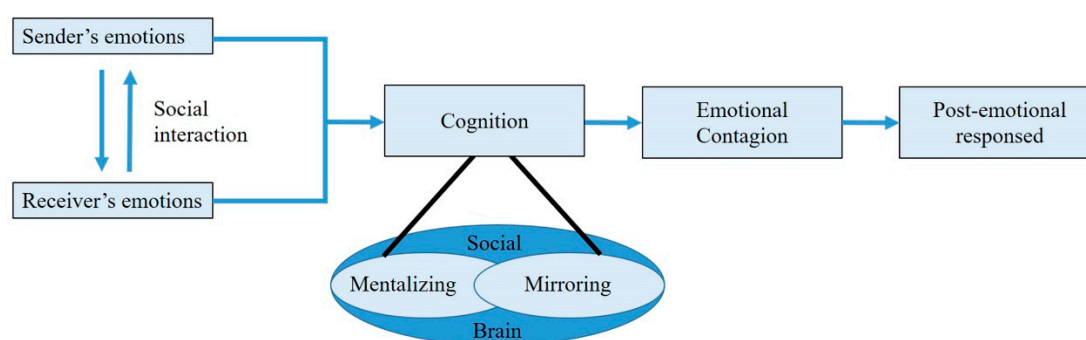 Sender's emotions
Social
interaction
Receiver's emotions
Cognition
Emotional
Contagion
Post-emotional
responsed
Social
Mentalizing
Mirroring
Brain